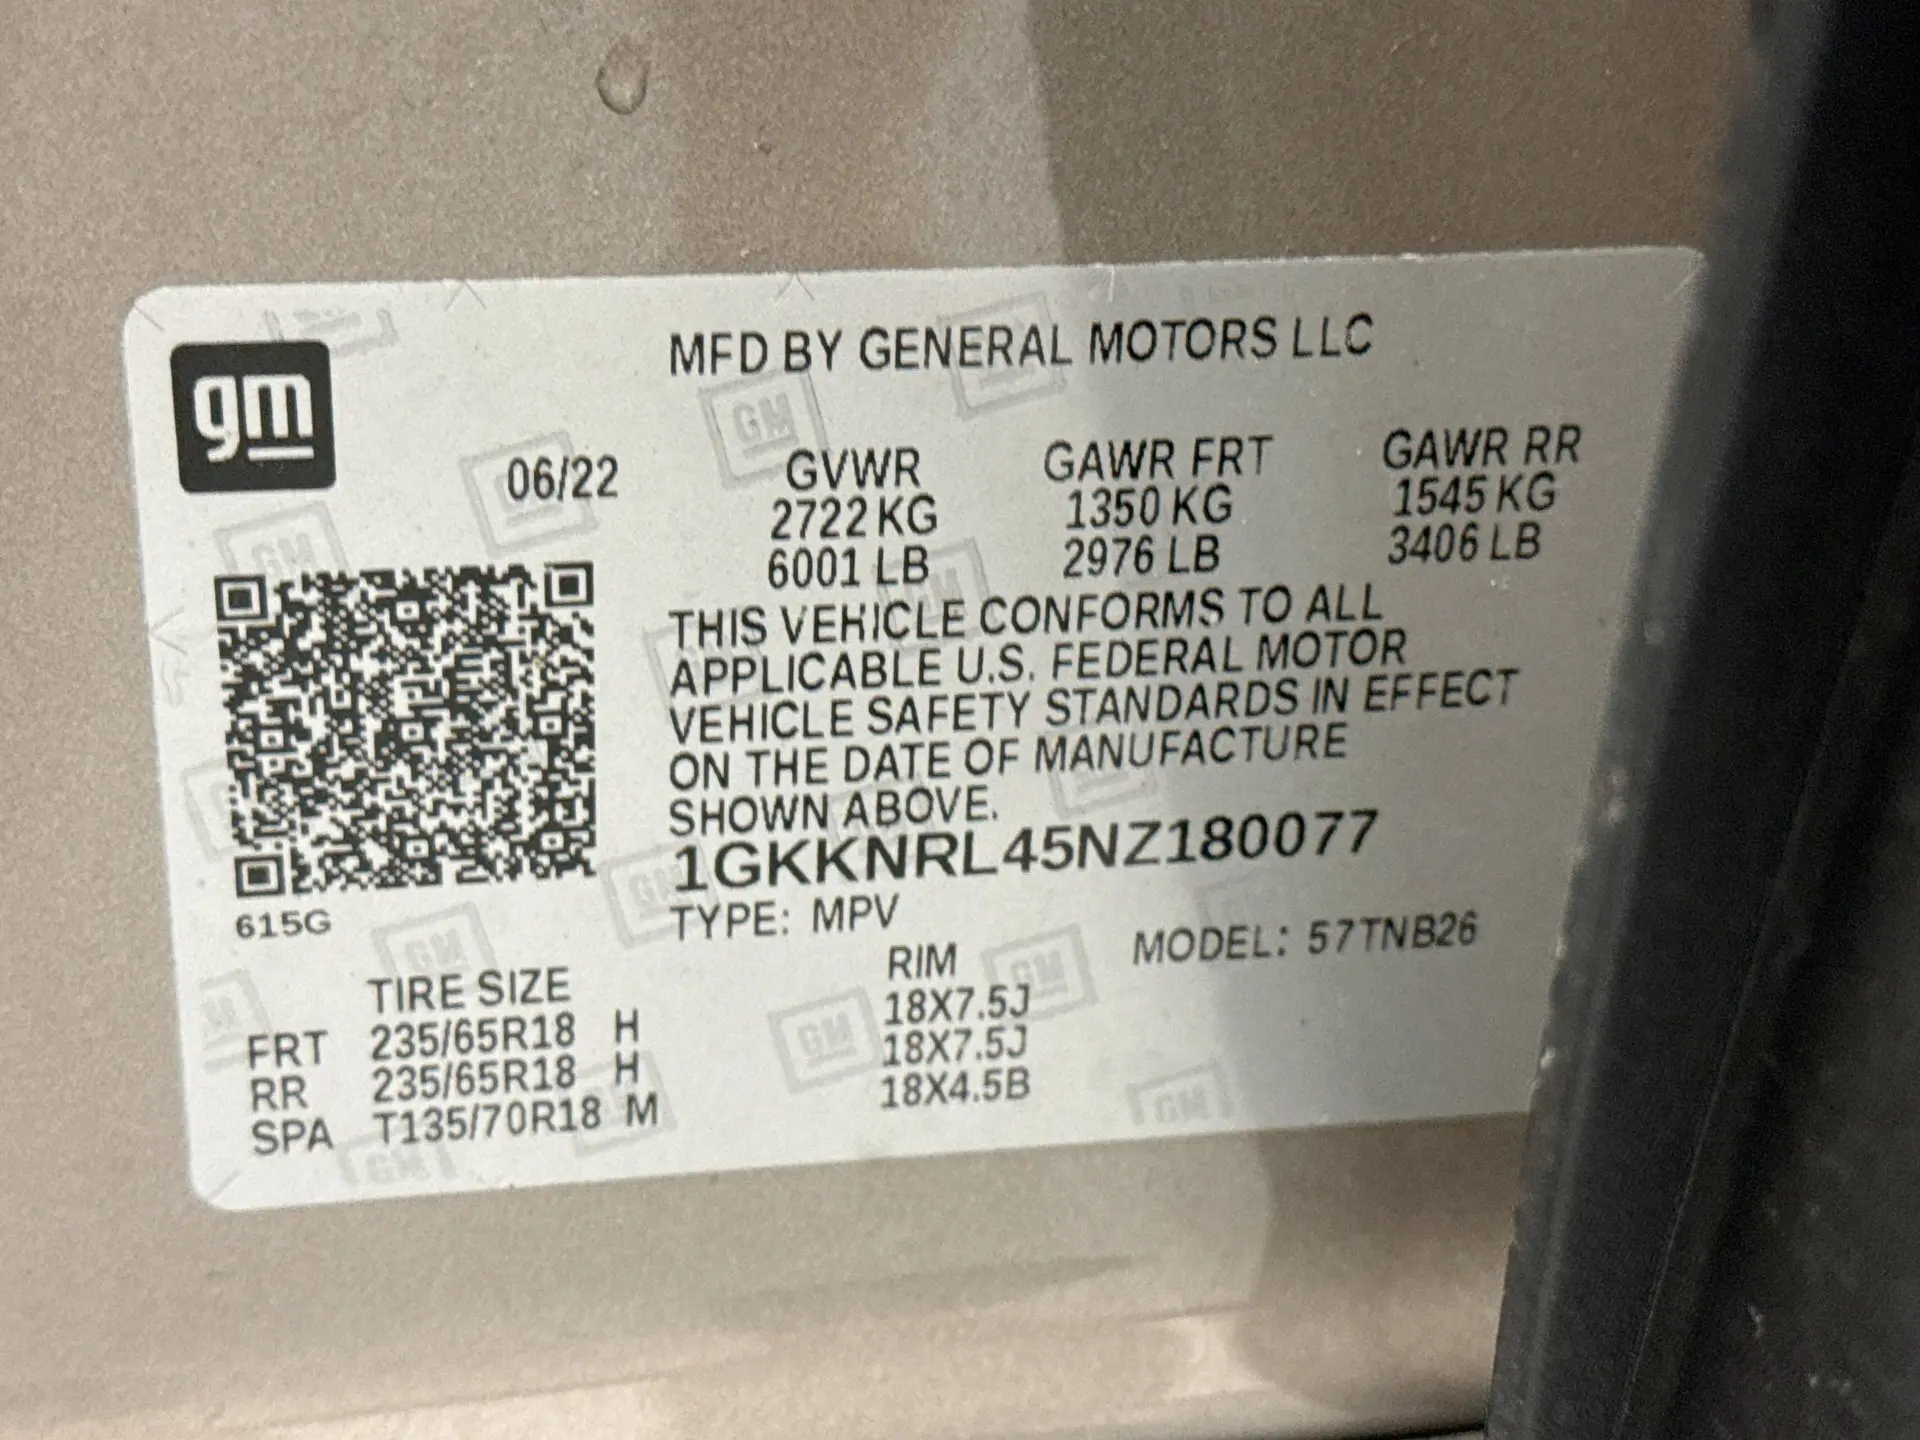 gm
MFD BY GENERAL MOTORS LLC
06/22
GVWR GAWR FRT GAWR RR
2722 KG 1350 KG 1545 KG
6001 LB 2976 LB 3406 LB
THIS VEHICLE CONFORMS TO ALL
APPLICABLE U.S. FEDERAL MOTOR
VEHICLE SAFETY STANDARDS IN EFFECT
ON THE DATE OF MANUFACTURE
SHOWN ABOVE.
1GKKNRL45NZ180077
615G
TYPE: MPV MODEL: 57TNB26
TIRE SIZE RIM
FRT 235/65R18 H 18X7.5J
RR 235/65R18 H 18X7.5J
SPA T135/70R18 M 18X4.5B